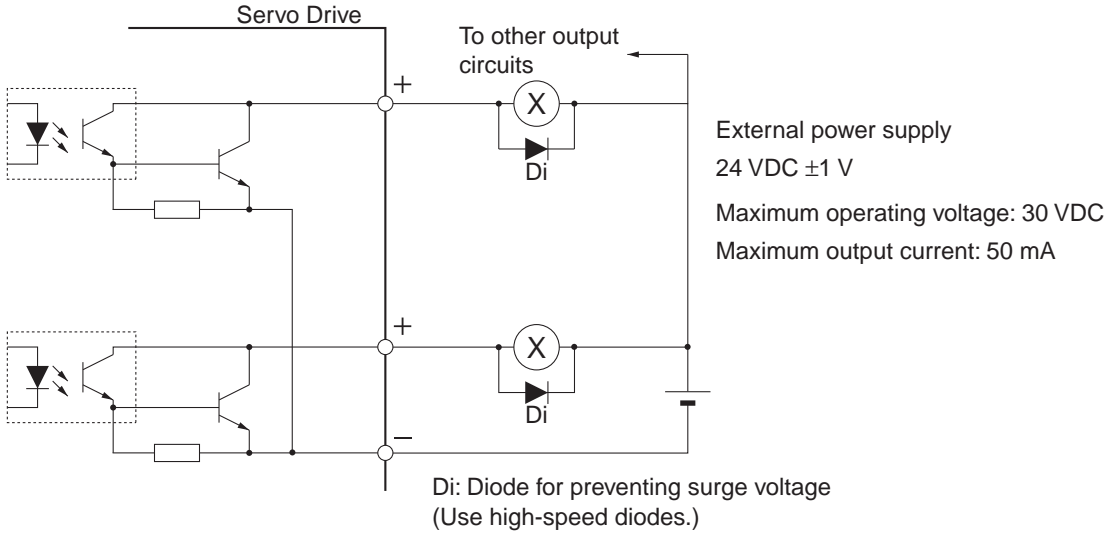 Servo Drive
To other output
circuits
+
X
Di
External power supply
24 VDC ±1 V
Maximum operating voltage: 30 VDC
Maximum output current: 50 mA
+
X
Di
−
Di: Diode for preventing surge voltage
(Use high-speed diodes.)